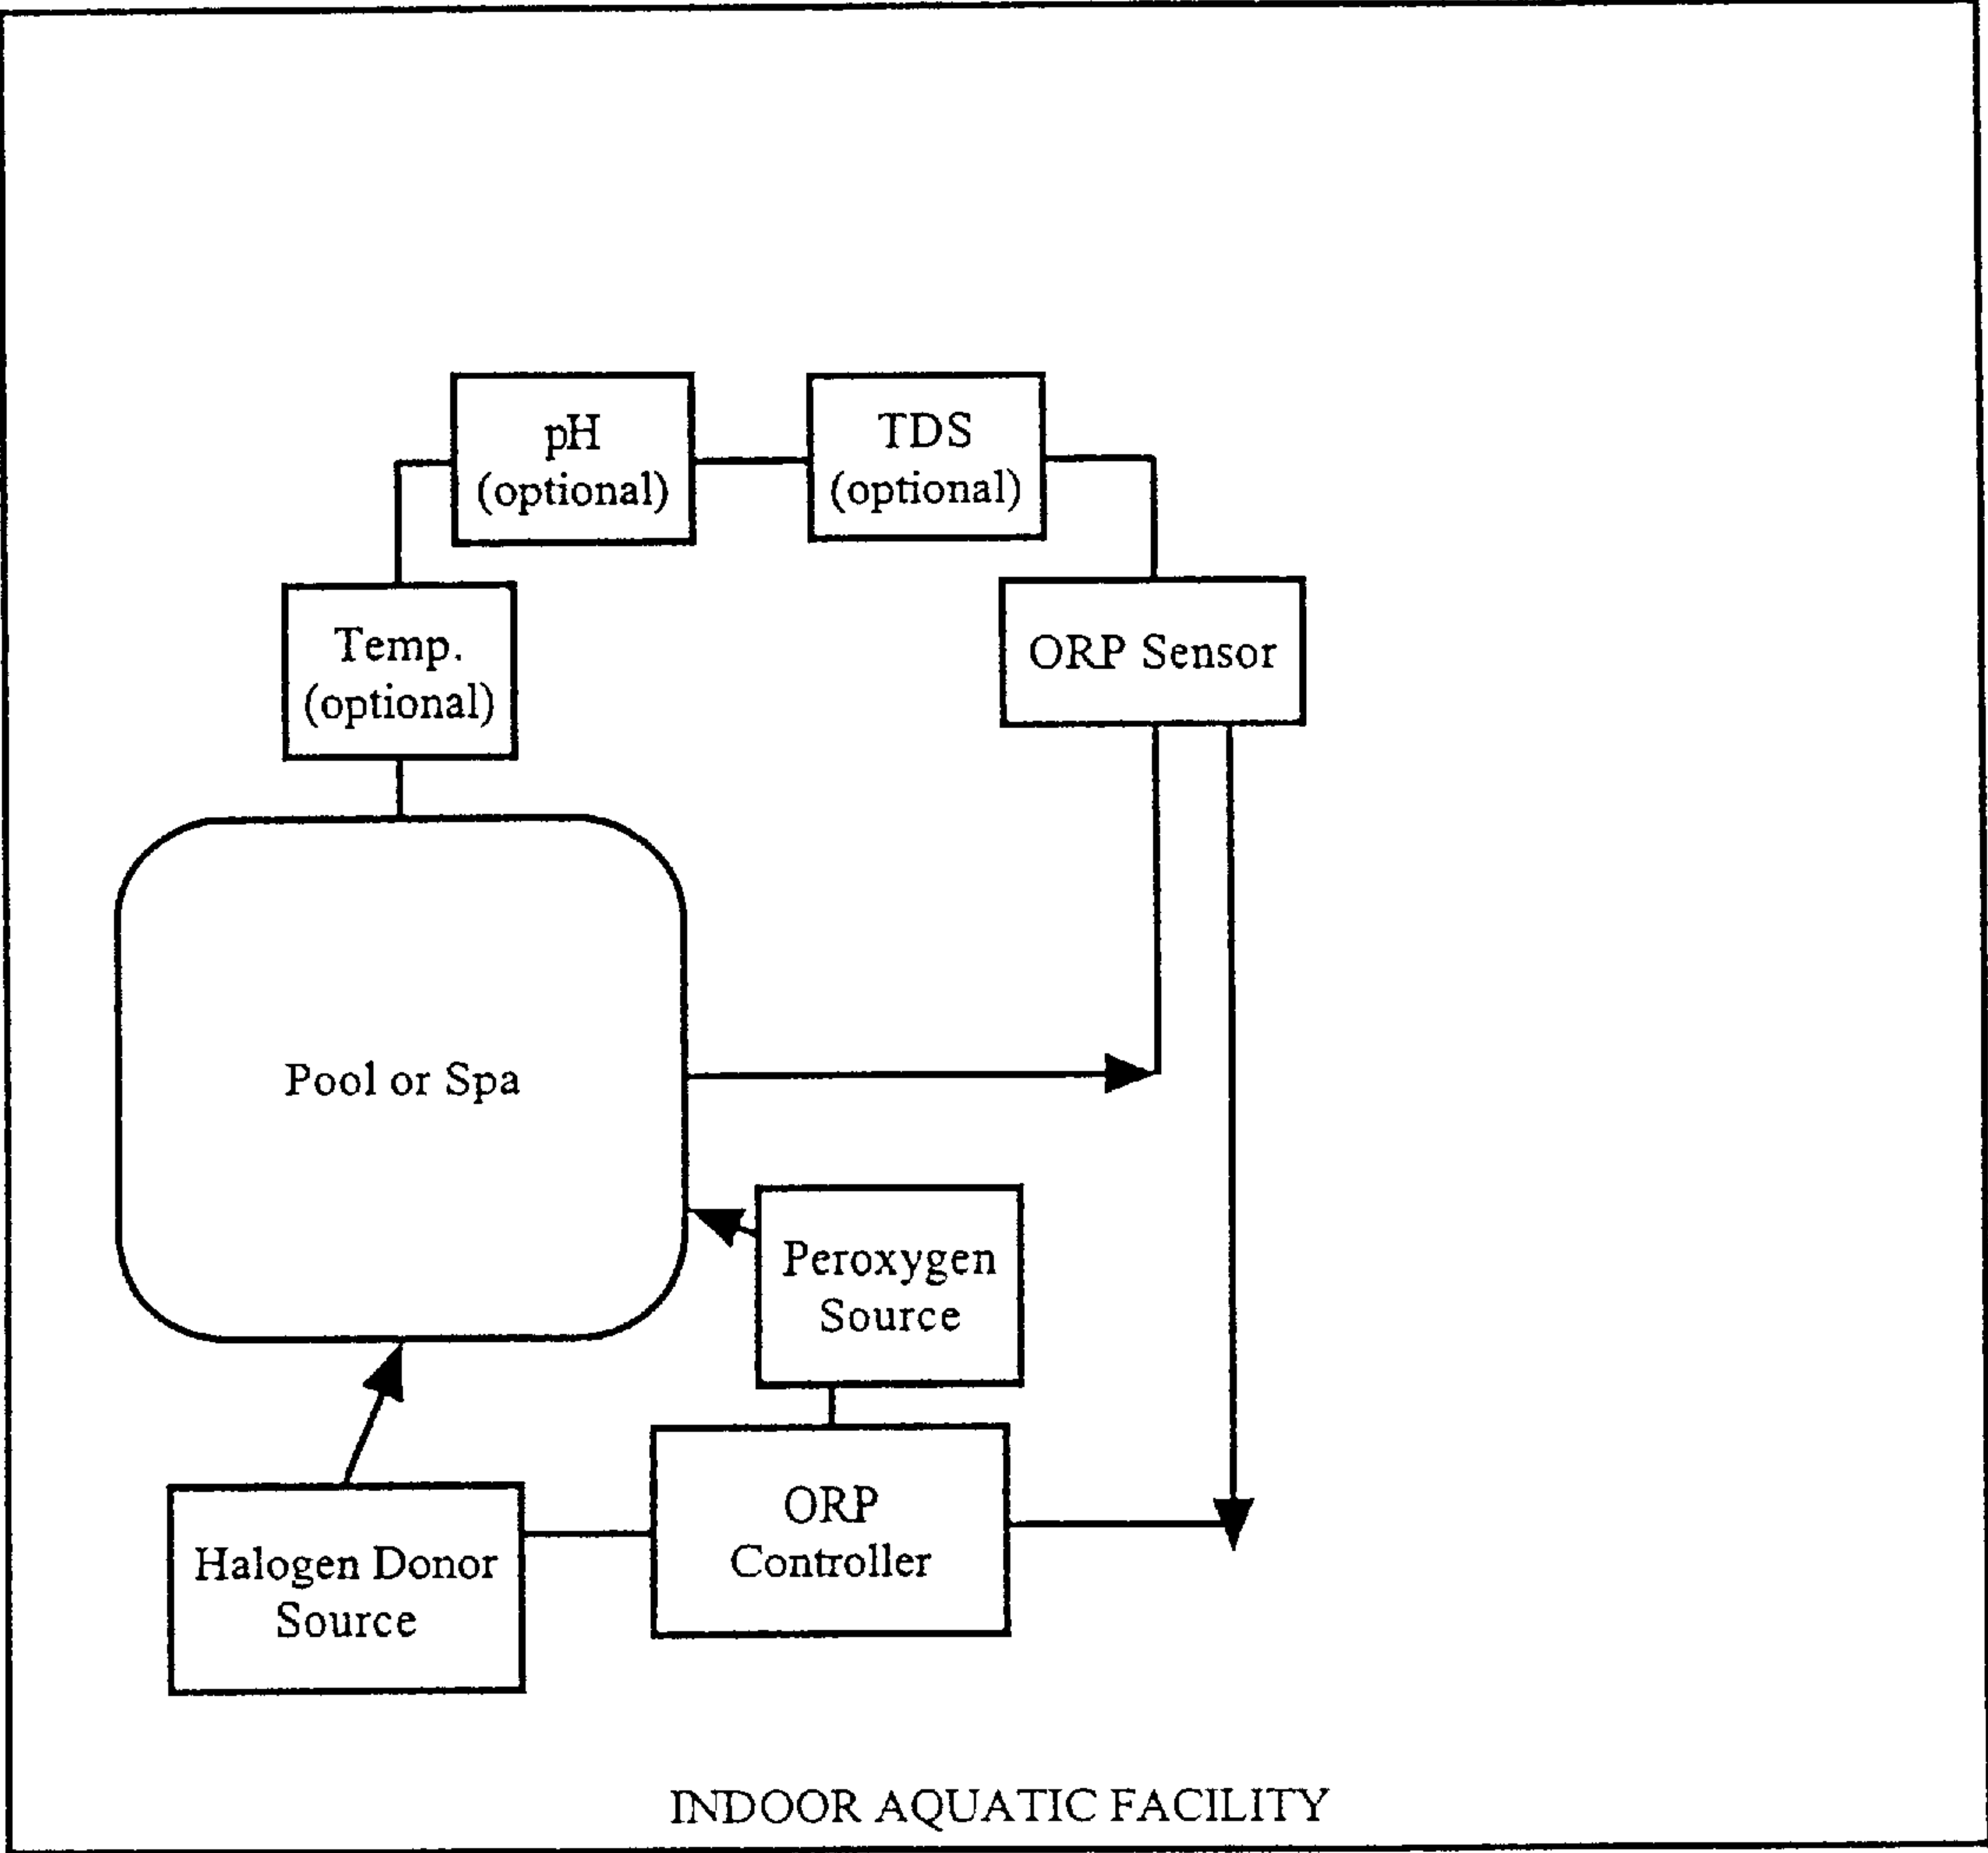 pH
(optional)
TDS
(optional)
Temp.
(optional)
ORP Sensor
Pool or Spa
Peroxygen
Source
ORP
Controller
Halogen Donor
Source
INDOOR AQUATIC FACILITY